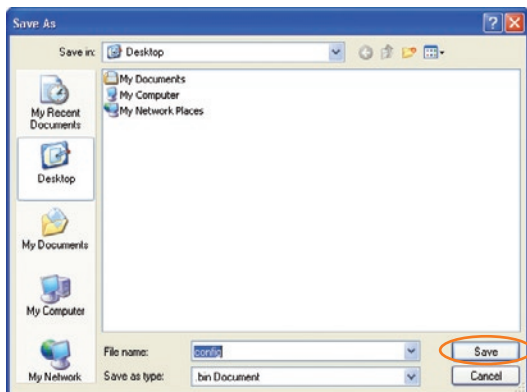 Save As
Save in:
Desktop
My Recent
Documents
Desktop
My Documents
My Computer
My Network
My Documents
My Computer
My Network Places
File name:
config
Save
Save as type:
.bin Document
Cancel